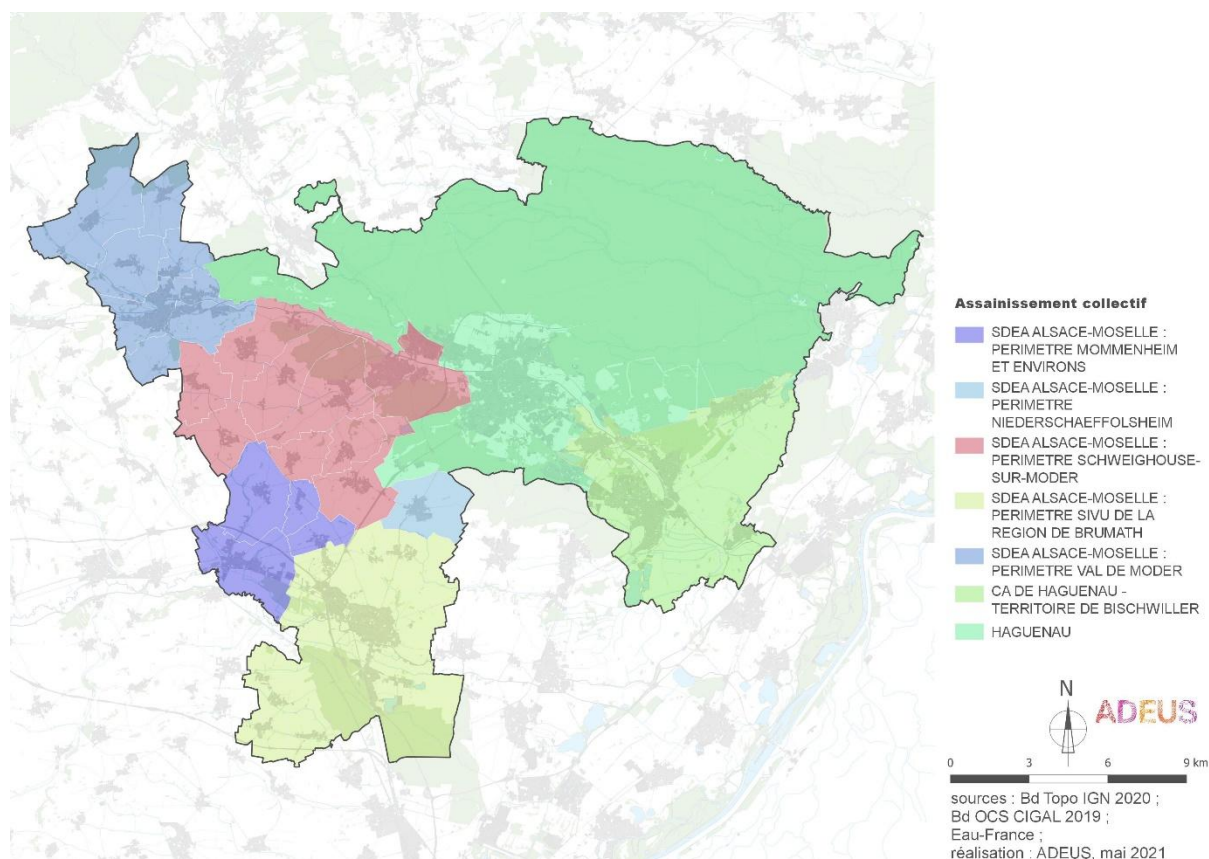 Assainissement collectif
SDEA ALSACE-MOSELLE :
PERIMETRE MOMMENHEIM
ET ENVIRONS
SDEA ALSACE-MOSELLE :
PERIMETRE
NIEDERSCHAEFFOLSHEIM
SDEA ALSACE-MOSELLE :
PERIMETRE SCHWEIGHOUSE-
SUR-MODER
SDEA ALSACE-MOSELLE :
PERIMETRE SIVU DE LA
REGION DE BRUMATH
SDEA ALSACE-MOSELLE :
PERIMETRE VAL DE MODER
CA DE HAGUENAU -
TERRITOIRE DE BISCHWILLER
HAGUENAU
N
ADEUS
0 3 6 9 km
sources : Bd Topo IGN 2020 ;
Bd OCS CIGAL 2019 ;
Eau-France ;
réalisation : ADEUS, mai 2021